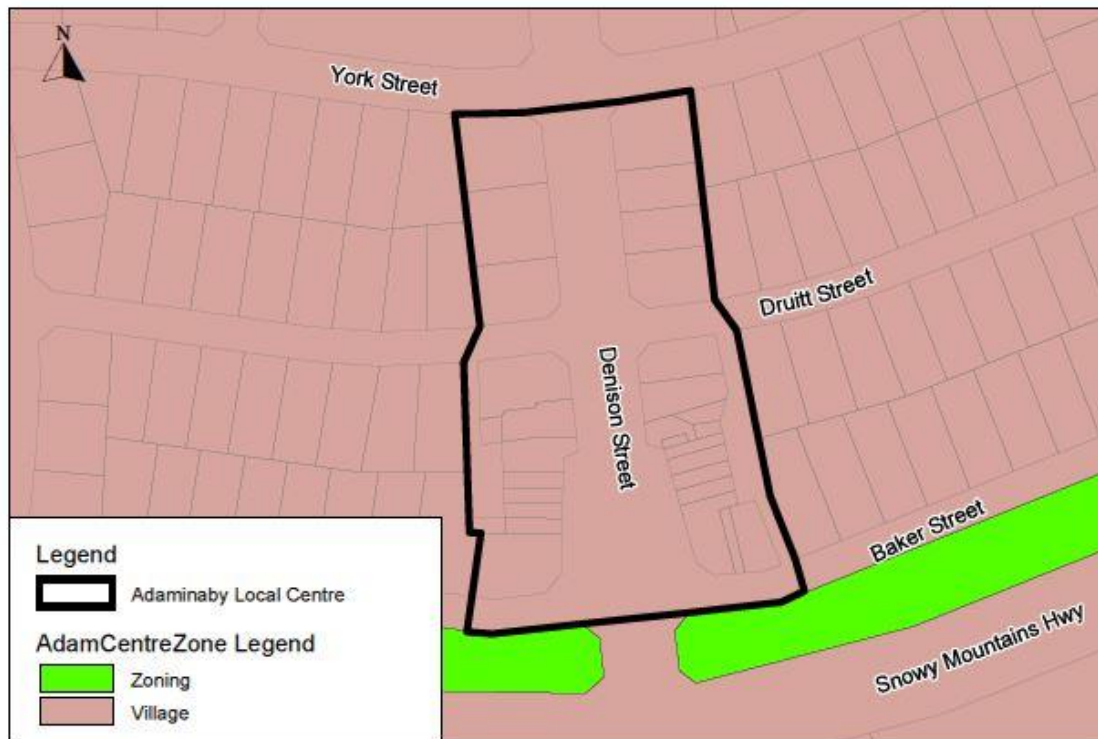 N
York Street
Druitt Street
Denison Street
Baker Street
Snowy Mountains Hwy
Legend
Adaminaby Local Centre
AdamCentreZone Legend
Zoning
Village